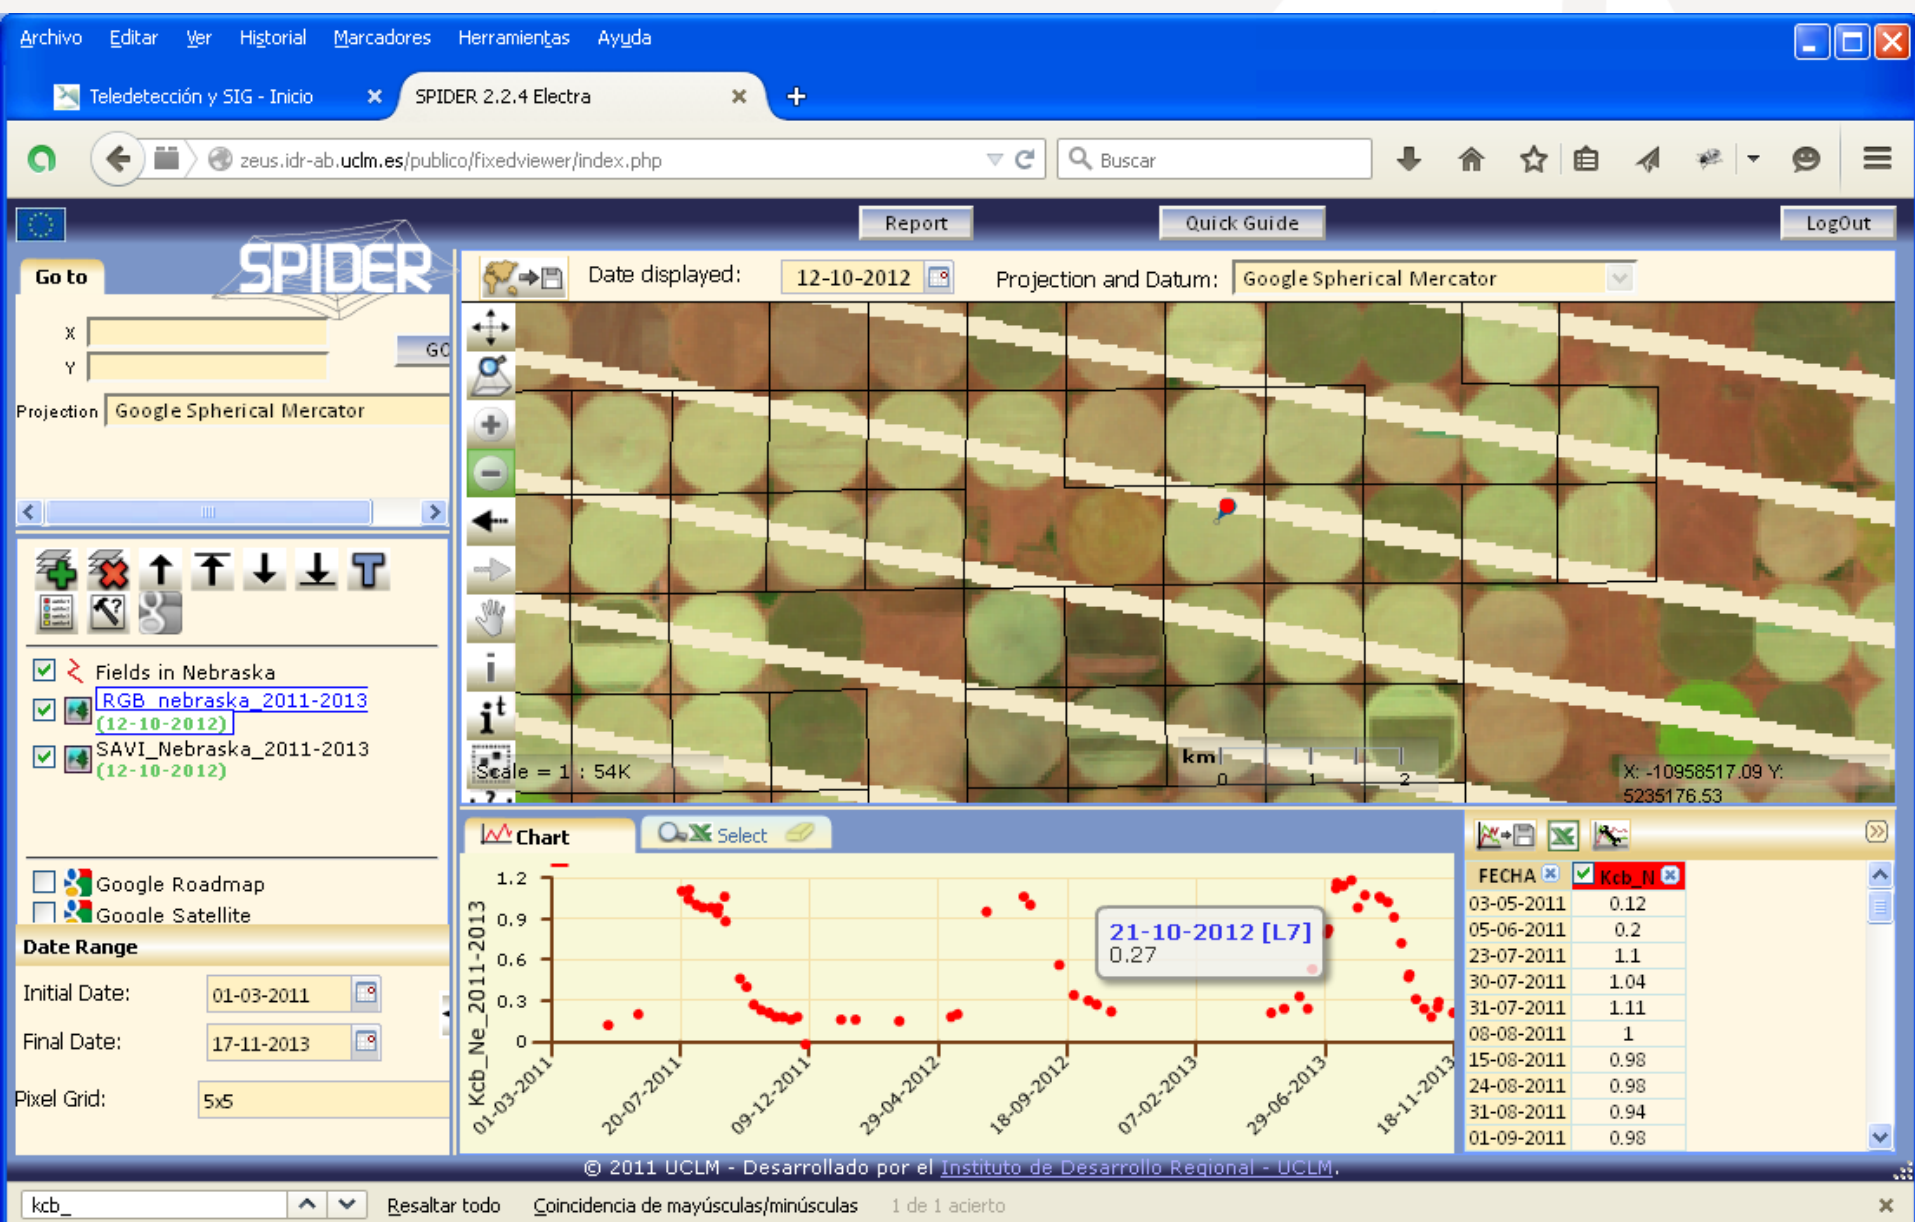 Archivo Editar Ver Historial Marcadores Herramientas Ayuda
Teledetección y SIG - Inicio
SPIDER 2.2.4 Electra
zeus.idr-ab.uclm.es/publico/fixedviewer/index.php
Buscar
Report
Quick Guide
LogOut
SPIDER
Go to
X
Y
GO
Projection Google Spherical Mercator
Date displayed: 12-10-2012
Projection and Datum: Google Spherical Mercator
Fields in Nebraska
RGB_nebraska_2011-2013
(12-10-2012)
SAVI_Nebraska_2011-2013
(12-10-2012)
Google Roadmap
Google Satellite
Date Range
Initial Date: 01-03-2011
Final Date: 17-11-2013
Pixel Grid: 5x5
Scale = 1 : 54K
km
0 1 2
X: -10958517.09 Y:
5235176.53
Chart
Select
Kcb_Ne_2011-2013
1.2
0.9
0.6
0.3
0
01-03-2011 20-07-2011 09-12-2011 29-04-2012 18-09-2012 07-02-2013 29-06-2013 18-11-2013
21-10-2012 [L7]
0.27
FECHA Kcb_N
03-05-2011 0.12
05-06-2011 0.2
23-07-2011 1.1
30-07-2011 1.04
31-07-2011 1.11
08-08-2011 1
15-08-2011 0.98
24-08-2011 0.98
31-08-2011 0.94
01-09-2011 0.98
© 2011 UCLM - Desarrollado por el Instituto de Desarrollo Regional - UCLM.
kcb_
Resaltar todo
Coincidencia de mayúsculas/minúsculas
1 de 1 acierto